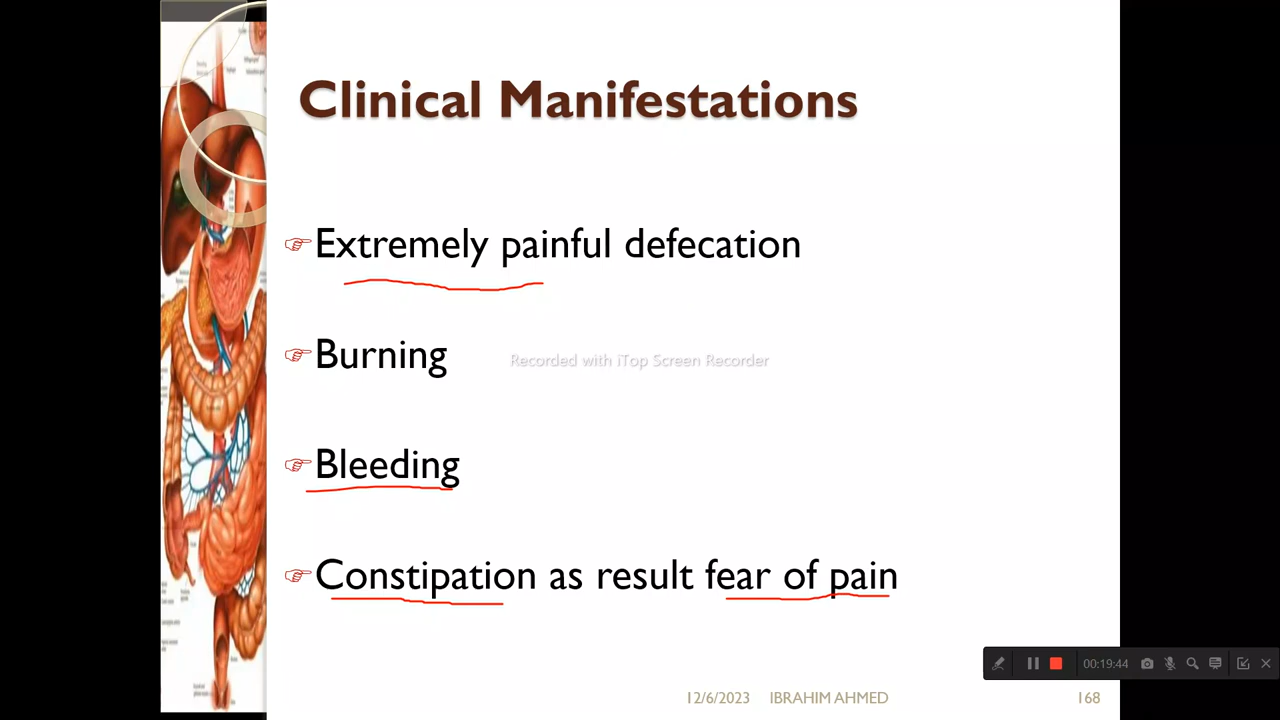 Clinical Manifestations
Extremely painful defecation
Burning
Recorded with iTop Screen Recorder
Bleeding
Constipation as result fear of pain
00:19:44
12/6/2023 IBRAHIM AHMED 168